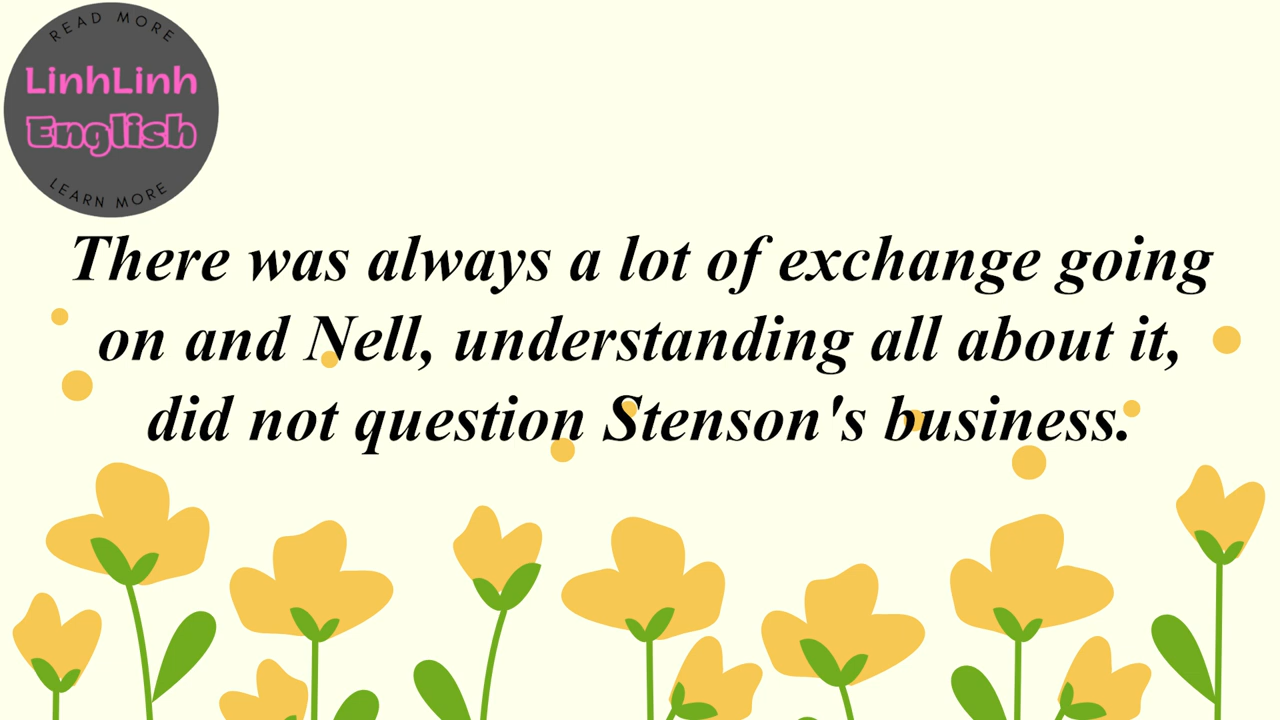 READ MORE
LinhLinh
English
LEARN MORE
There was always a lot of exchange going
on and Nell, understanding all about it,
did not question Stenson's business.